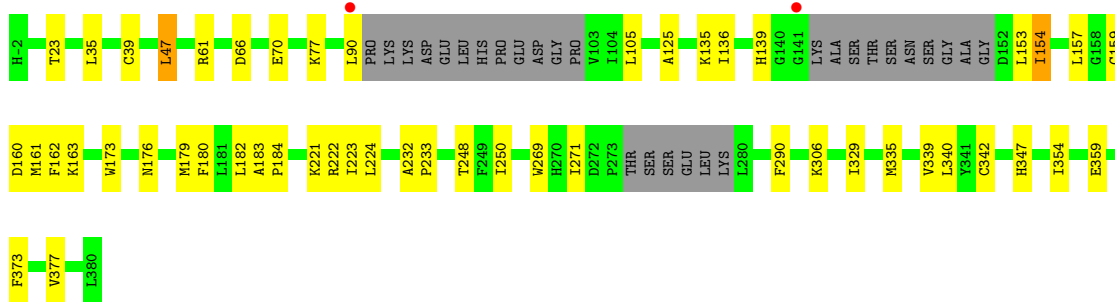 H-2 T23 L35 C39 L47 R61 D66 E70 K77 L90 PRO LYS LYS ASP GLU LEU HIS PRO GLU ASP GLY PRO V103 I104 L105 A125 K135 I136 H139 G140 G141 LYS ALA SER THR SER ASN SER GLY ALA GLY D152 L153 I154 L157 G158 G159
D160 M161 F162 K163 W173 N176 M179 F180 L181 L182 A183 P184 K221 R222 I223 L224 A232 P233 T248 F249 I250 W269 H270 I271 D272 P273 THR SER SER GLU LEU LYS L280 F290 K306 I329 M335 V339 L340 Y341 C342 H347 I354 E359
F373 V377 L380